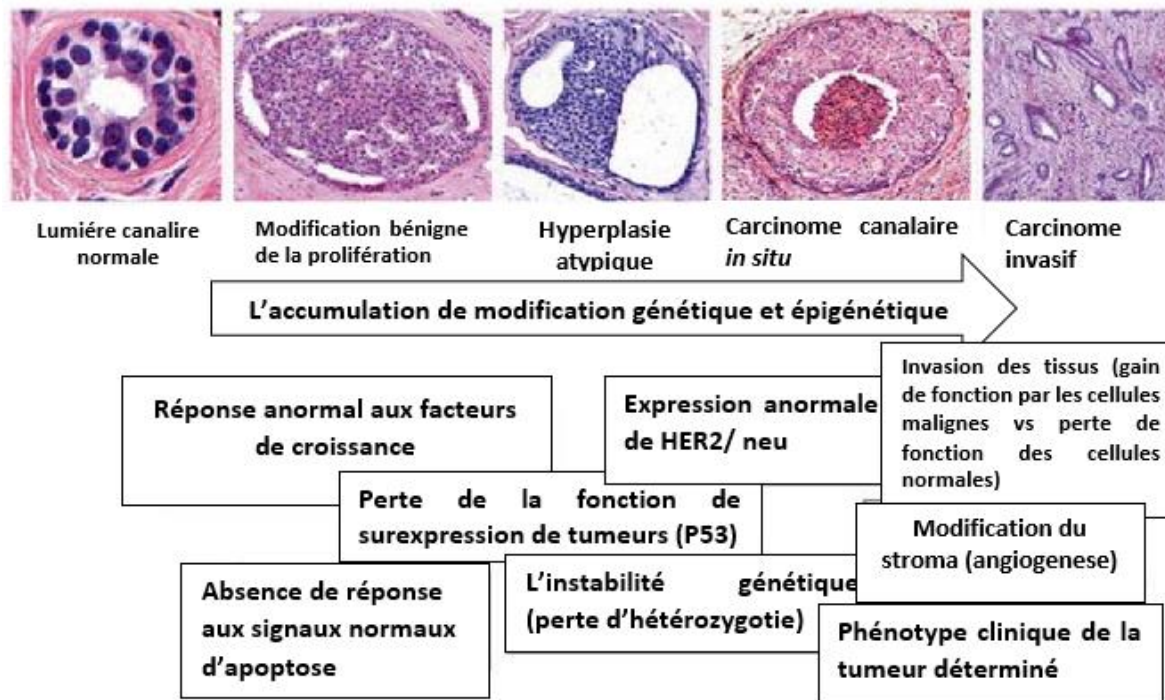 Lumiére canalire
normale
Modification bénigne
de la prolifération
Hyperplasie
atypique
Carcinome canalaire
in situ
Carcinome
invasif
L’accumulation de modification génétique et épigénétique
Réponse anormal aux facteurs
de croissance
Expression anormale
de HER2/ neu
Invasion des tissus (gain
de fonction par les cellules
malignes vs perte de
fonction des cellules
normales)
Perte de la fonction de
surexpression de tumeurs (P53)
Modification du
stroma (angiogenese)
Absence de réponse
aux signaux normaux
d’apoptose
L’instabilité génétique
(perte d’hétérozygotie)
Phénotype clinique de la
tumeur déterminé